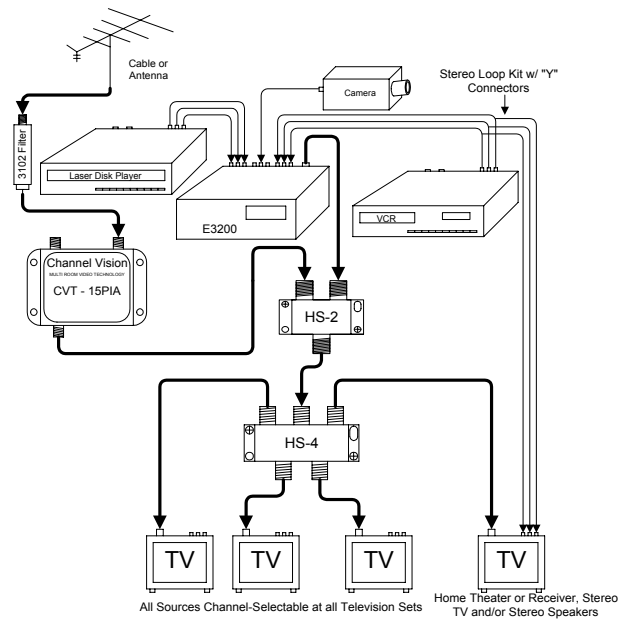 Cable or
Antenna
Stereo Loop Kit w/ "Y"
Connectors
Camera
3102 Filter
Laser Disk Player
E3200
VCR
Channel Vision
MULTI ROOM VIDEO TECHNOLOGY
CVT - 15PIA
HS-2
HS-4
TV
TV
TV
TV
All Sources Channel-Selectable at all Television Sets
Home Theater or Receiver, Stereo
TV and/or Stereo Speakers